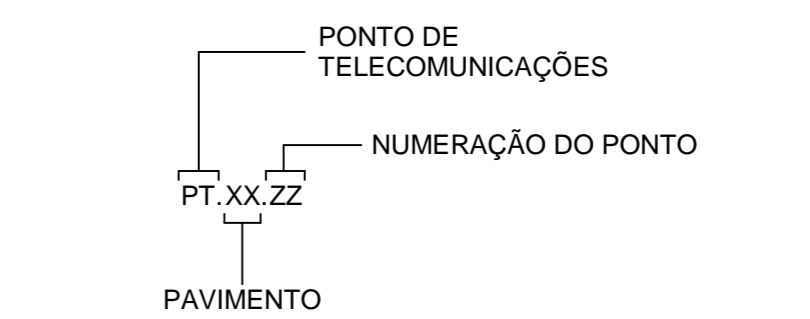 PONTO DE
TELECOMUNICAÇÕES
NUMERAÇÃO DO PONTO
PT.XX.ZZ
PAVIMENTO